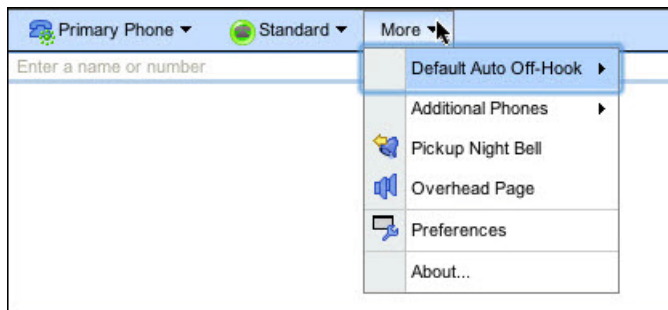 Primary Phone Standard More
Enter a name or number
Default Auto Off-Hook
Additional Phones
Pickup Night Bell
Overhead Page
Preferences
About...